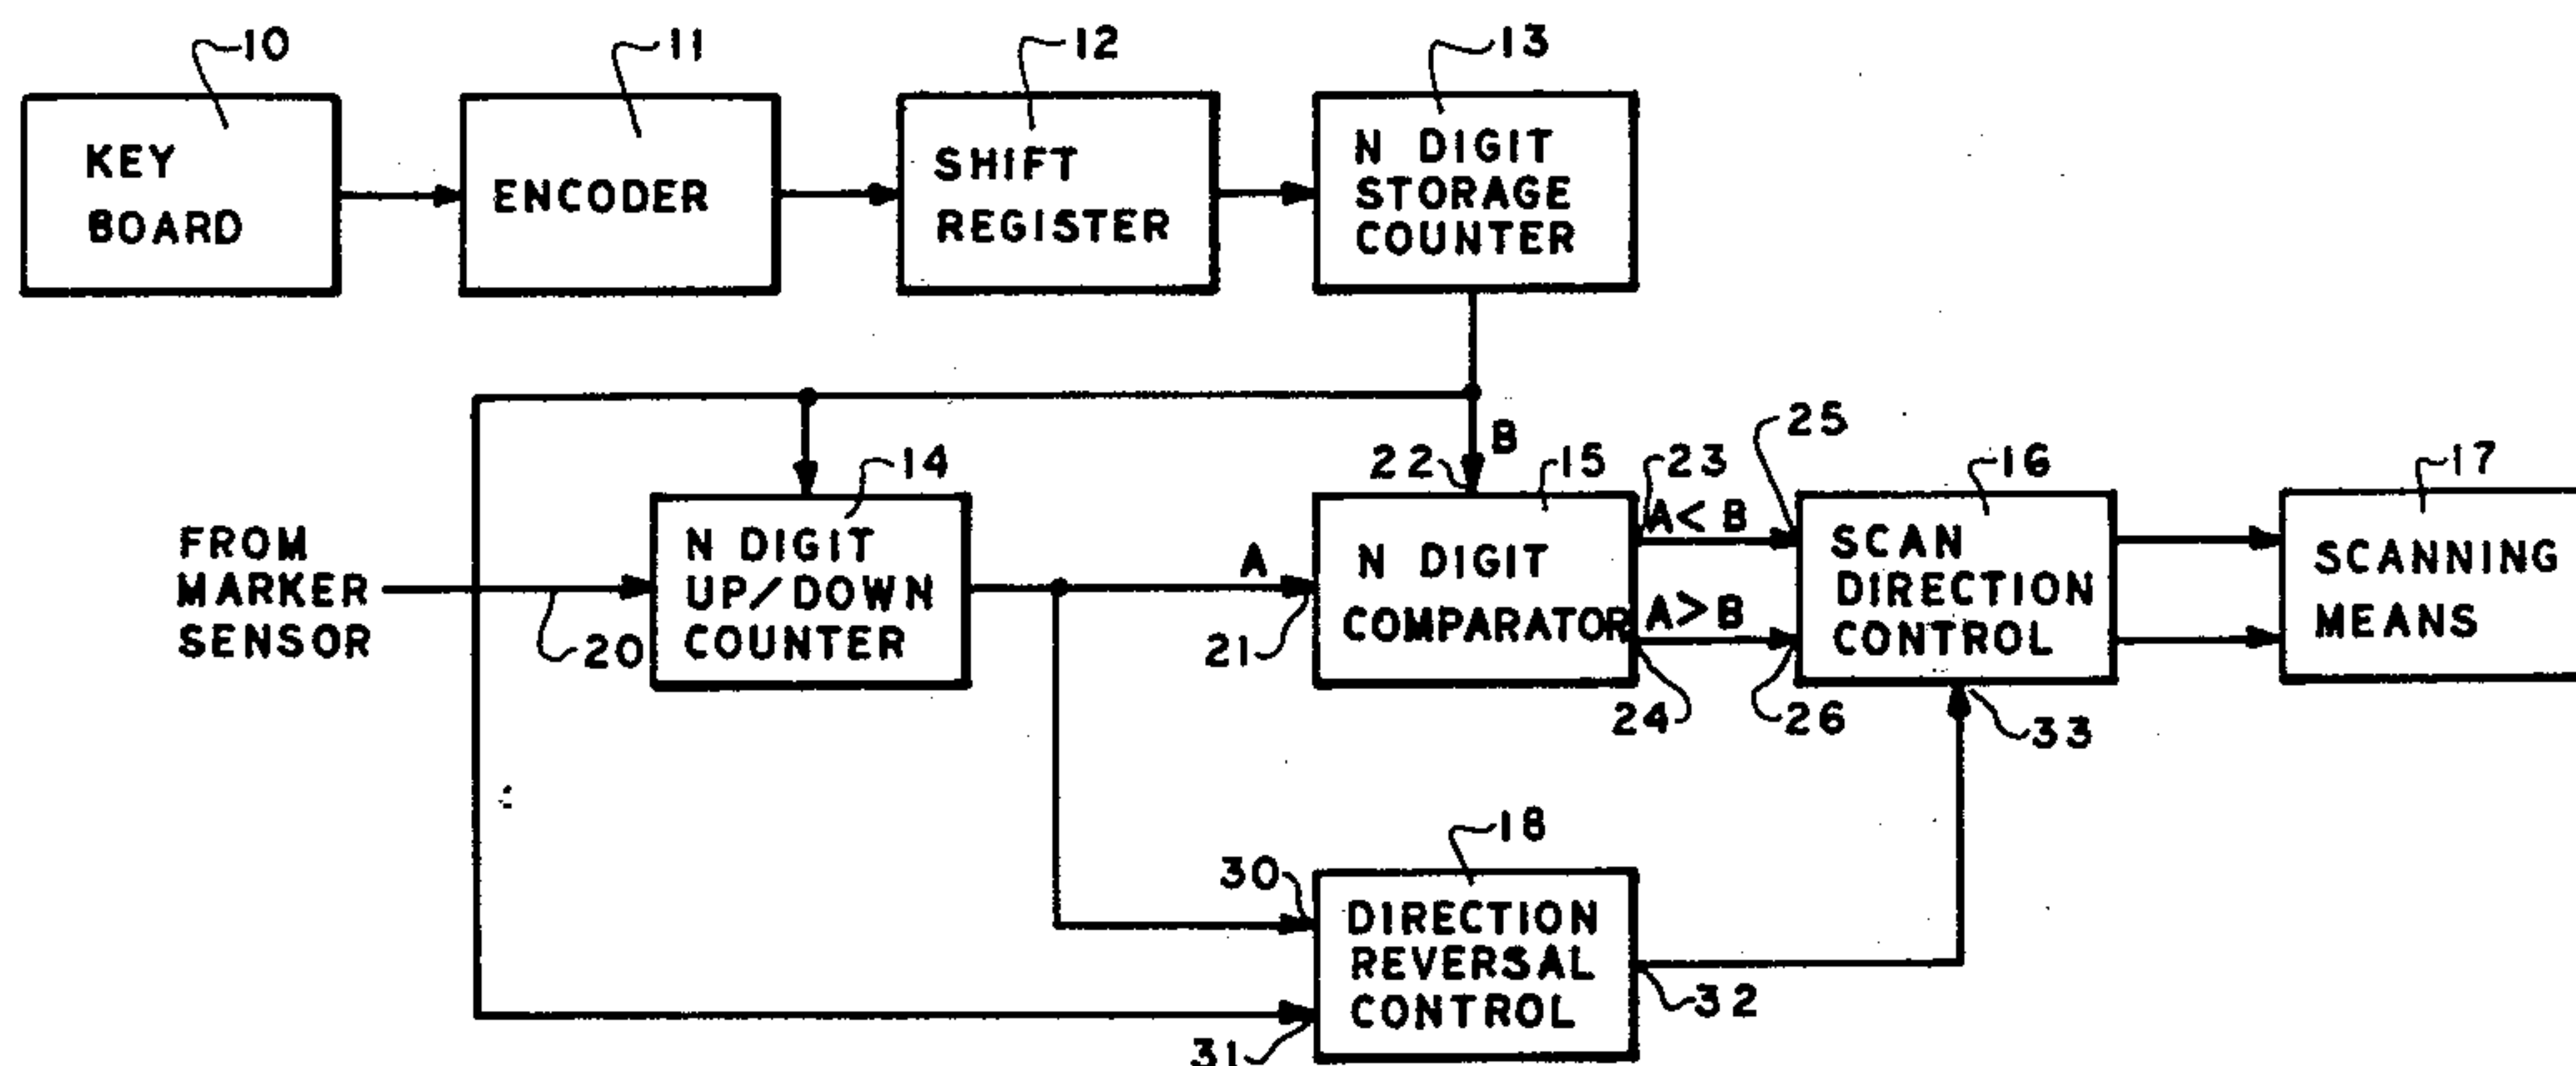 10
11
12
13
KEY
BOARD
ENCODER
SHIFT
REGISTER
N DIGIT
STORAGE
COUNTER
B
25
22
14
15
23
16
17
FROM
MARKER
SENSOR
20
N DIGIT
UP/DOWN
COUNTER
A
21
N DIGIT
COMPARATOR
A< B
A>B
24
26
SCAN
DIRECTION
CONTROL
33
SCANNING
MEANS
18
30
31
DIRECTION
REVERSAL
CONTROL
32